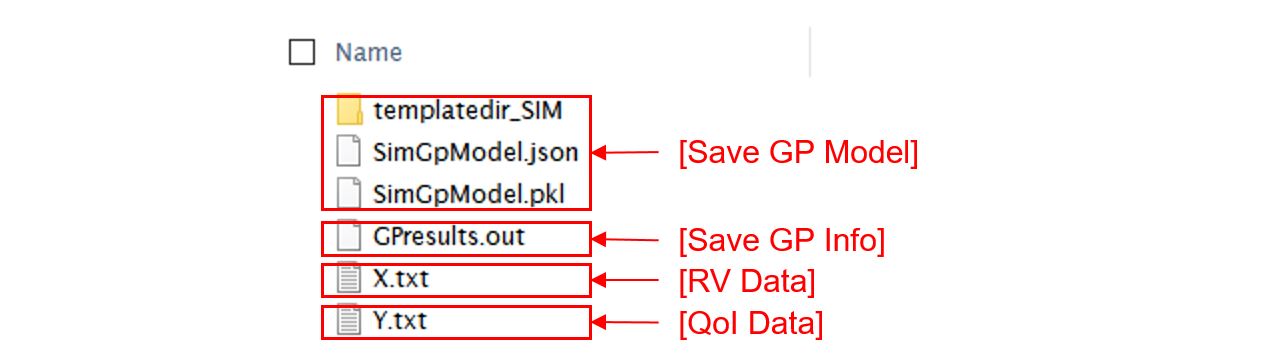 Name
templatedir_SIM
SimGpModel.json [Save GP Model]
SimGpModel.pkl
GPresults.out [Save GP Info]
X.txt [RV Data]
Y.txt [QoI Data]